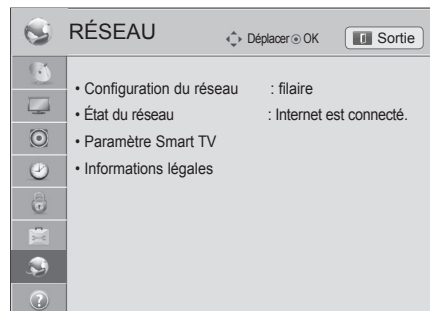 RÉSEAU
Déplacer OK
Sortie
• Configuration du réseau : filaire
• État du réseau : Internet est connecté.
• Paramètre Smart TV
• Informations légales
?